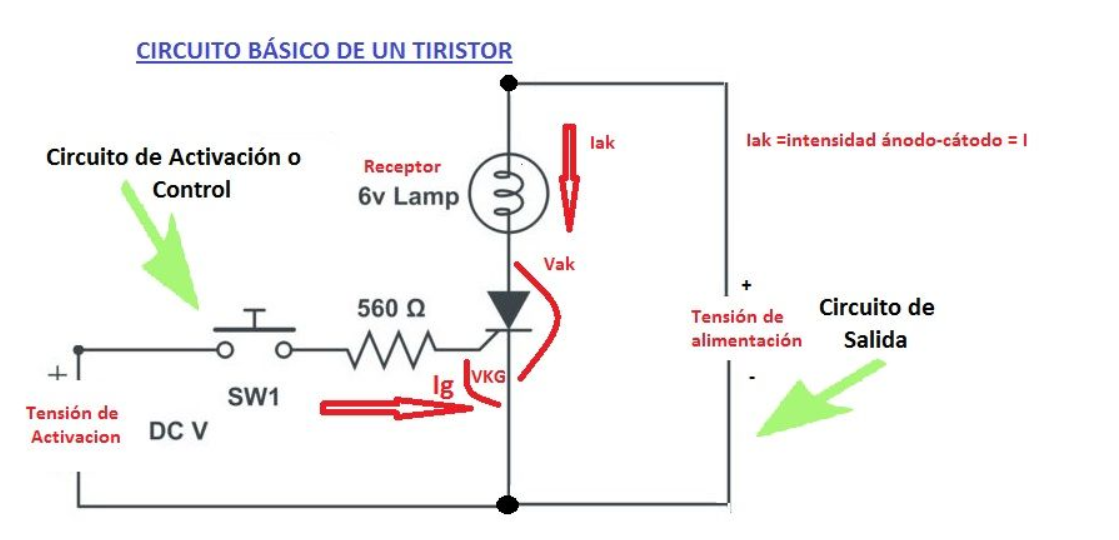 CIRCUITO BÁSICO DE UN TIRISTOR
Circuito de Activación o
Control
Receptor
6v Lamp
Iak
Iak =intensidad ánodo-cátodo = I
Vak
560 Ω
+
Tensión de
alimentación
-
Circuito de
Salida
+
SW1
Ig
VKG
Tensión de
Activacion
DC V